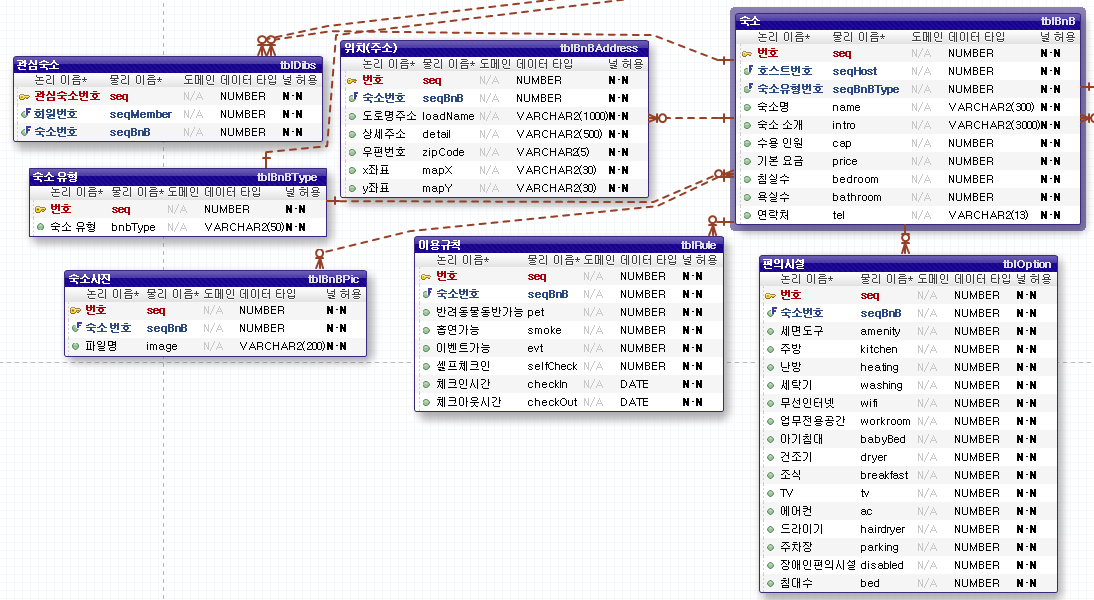 관심숙소 tblDibs
논리 이름* 물리 이름* 도메인 데이터 타입 널 허용
관심숙소번호 seq N/A NUMBER N-N
회원번호 seqMember N/A NUMBER N-N
숙소번호 seqBnB N/A NUMBER N-N
위치(주소) tblBnBAddress
논리 이름* 물리 이름* 도메인 데이터 타입 널 허용
번호 seq N/A NUMBER N-N
숙소번호 seqBnB N/A NUMBER N-N
도로명주소 loadName N/A VARCHAR2(1000) N-N
상세주소 detail N/A VARCHAR2(500) N-N
우편번호 zipCode N/A VARCHAR2(5) N-N
x좌표 mapX N/A VARCHAR2(30) N-N
y좌표 mapY N/A VARCHAR2(30) N-N
숙소 tblBnB
논리 이름* 물리 이름* 도메인 데이터 타입 널 허용
번호 seq N/A NUMBER N-N
호스트번호 seqHost N/A NUMBER N-N
숙소유형번호 seqBnBType N/A NUMBER N-N
숙소명 name N/A VARCHAR2(300) N-N
숙소 소개 intro N/A VARCHAR2(3000) N-N
수용 인원 cap N/A NUMBER N-N
기본 요금 price N/A NUMBER N-N
침실수 bedroom N/A NUMBER N-N
욕실수 bathroom N/A NUMBER N-N
연락처 tel N/A VARCHAR2(13) N-N
숙소 유형 tblBnBType
논리 이름* 물리 이름* 도메인 데이터 타입 널 허용
번호 seq N/A NUMBER N-N
숙소 유형 bnbType N/A VARCHAR2(50) N-N
숙소사진 tblBnBPic
논리 이름* 물리 이름* 도메인 데이터 타입 널 허용
번호 seq N/A NUMBER N-N
숙소번호 seqBnB N/A NUMBER N-N
파일명 image N/A VARCHAR2(200) N-N
이용규칙 tblRule
논리 이름* 물리 이름* 도메인 데이터 타입 널 허용
번호 seq N/A NUMBER N-N
숙소번호 seqBnB N/A NUMBER N-N
반려동물동반가능 pet N/A NUMBER N-N
흡연가능 smoke N/A NUMBER N-N
이벤트가능 evt N/A NUMBER N-N
셀프체크인 selfCheck N/A NUMBER N-N
체크인시간 checkIn N/A DATE N-N
체크아웃시간 checkOut N/A DATE N-N
편의시설 tblOption
논리 이름* 물리 이름* 도메인 데이터 타입 널 허용
번호 seq N/A NUMBER N-N
숙소번호 seqBnB N/A NUMBER N-N
세면도구 amenity N/A NUMBER N-N
주방 kitchen N/A NUMBER N-N
난방 heating N/A NUMBER N-N
세탁기 washing N/A NUMBER N-N
무선인터넷 wifi N/A NUMBER N-N
업무전용공간 workroom N/A NUMBER N-N
아기침대 babyBed N/A NUMBER N-N
건조기 dryer N/A NUMBER N-N
조식 breakfast N/A NUMBER N-N
TV tv N/A NUMBER N-N
에어컨 ac N/A NUMBER N-N
드라이기 hairdryer N/A NUMBER N-N
주차장 parking N/A NUMBER N-N
장애인편의시설 disabled N/A NUMBER N-N
침대수 bed N/A NUMBER N-N